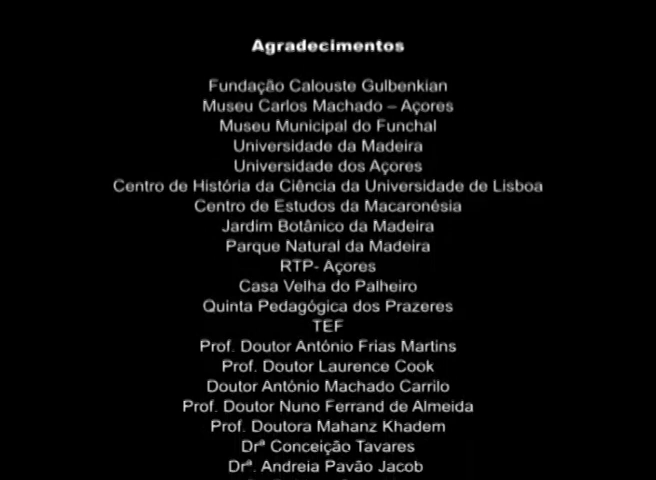 Agradecimentos
Fundação Calouste Gulbenkian
Museu Carlos Machado – Açores
Museu Municipal do Funchal
Universidade da Madeira
Universidade dos Açores
Centro de História da Ciência da Universidade de Lisboa
Centro de Estudos da Macaronésia
Jardim Botânico da Madeira
Parque Natural da Madeira
RTP- Açores
Casa Velha do Palheiro
Quinta Pedagógica dos Prazeres
TEF
Prof. Doutor António Frias Martins
Prof. Doutor Laurence Cook
Doutor António Machado Carrilo
Prof. Doutor Nuno Ferrand de Almeida
Prof. Doutora Mahanz Khadem
Drª Conceição Tavares
Drª. Andreia Pavão Jacob